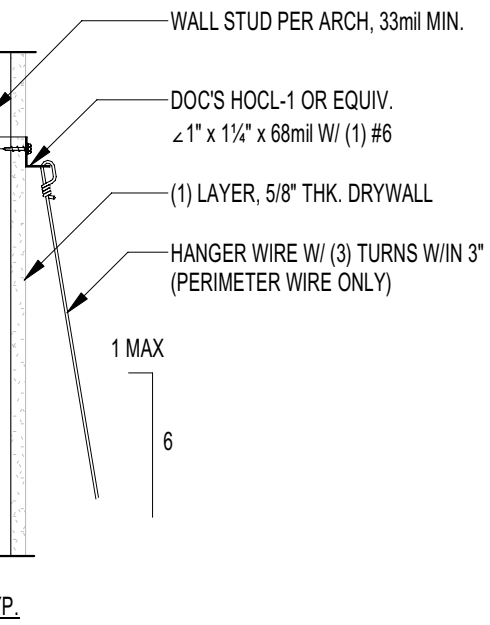 WALL STUD PER ARCH, 33mil MIN.
DOC'S HOCL-1 OR EQUIV.
∠1" x 1¼" x 68mil W/ (1) #6
(1) LAYER, 5/8" THK. DRYWALL
HANGER WIRE W/ (3) TURNS W/IN 3"
(PERIMETER WIRE ONLY)
1 MAX
6
YP.